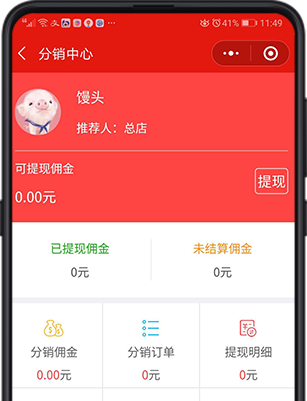 41% 11:49
分销中心
馒头
推荐人：总店
可提现佣金
0.00元
提现
已提现佣金 未结算佣金
0元 0元
分销佣金 分销订单 提现明细
0.00元 0元 0元